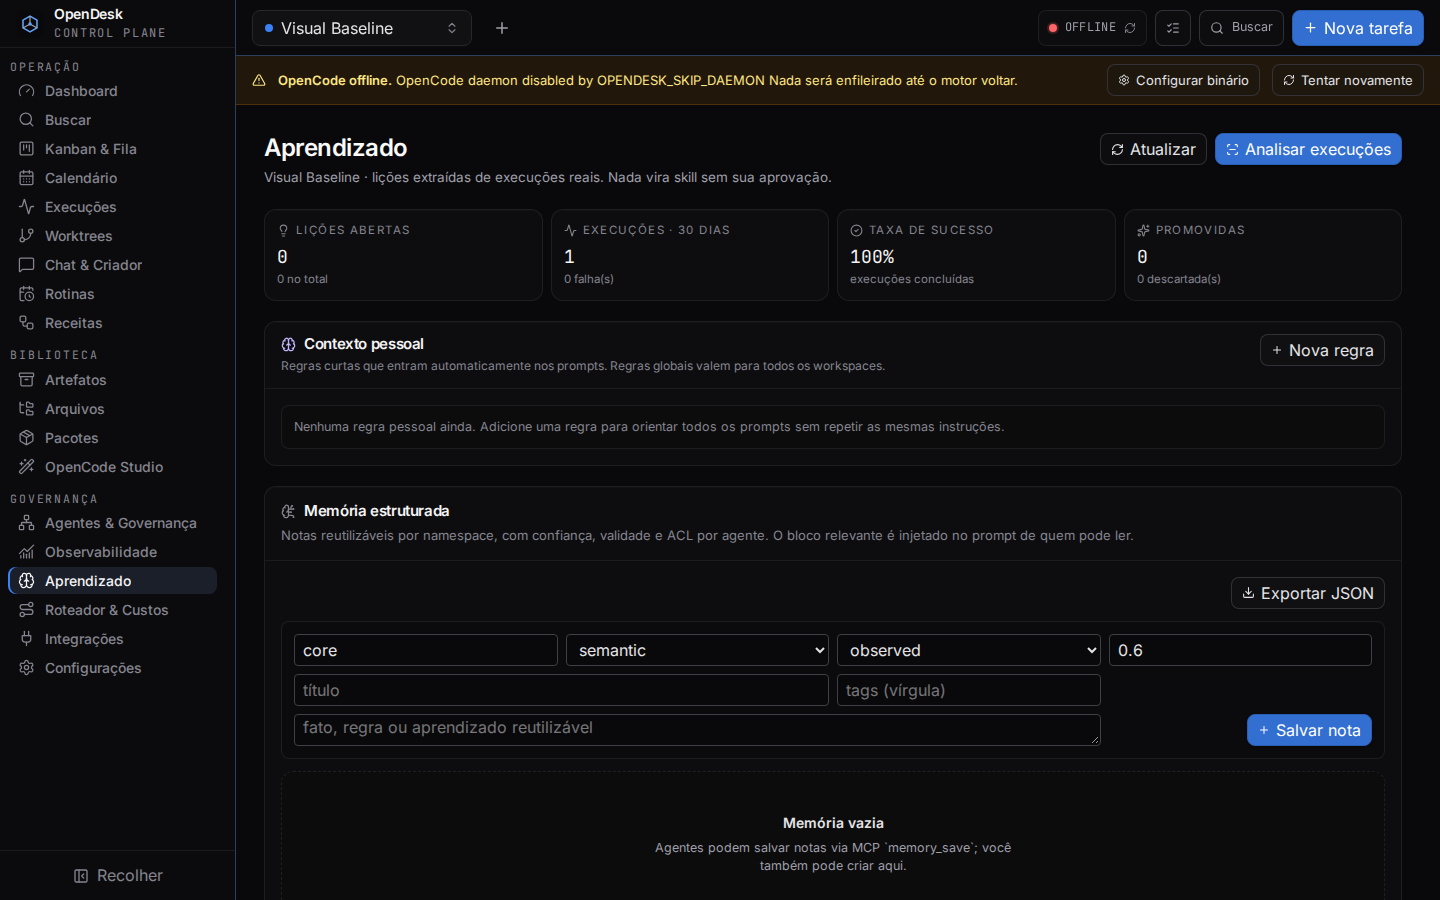 OpenDesk
CONTROL PLANE
OPERAÇÃO
Dashboard
Buscar
Kanban & Fila
Calendário
Execuções
Worktrees
Chat & Criador
Rotinas
Receitas
BIBLIOTECA
Artefatos
Arquivos
Pacotes
OpenCode Studio
GOVERNANÇA
Agentes & Governança
Observabilidade
Aprendizado
Roteador & Custos
Integrações
Configurações
Recolher
Visual Baseline
OFFLINE
Buscar
Nova tarefa
OpenCode offline. OpenCode daemon disabled by OPENDESK_SKIP_DAEMON Nada será enfileirado até o motor voltar.
Configurar binário
Tentar novamente
Aprendizado
Visual Baseline · lições extraídas de execuções reais. Nada vira skill sem sua aprovação.
Atualizar
Analisar execuções
LIÇÕES ABERTAS
0
0 no total
EXECUÇÕES · 30 DIAS
1
0 falha(s)
TAXA DE SUCESSO
100%
execuções concluídas
PROMOVIDAS
0
0 descartada(s)
Contexto pessoal
Regras curtas que entram automaticamente nos prompts. Regras globais valem para todos os workspaces.
Nova regra
Nenhuma regra pessoal ainda. Adicione uma regra para orientar todos os prompts sem repetir as mesmas instruções.
Memória estruturada
Notas reutilizáveis por namespace, com confiança, validade e ACL por agente. O bloco relevante é injetado no prompt de quem pode ler.
Exportar JSON
core
semantic
observed
0.6
título
tags (vírgula)
fato, regra ou aprendizado reutilizável
Salvar nota
Memória vazia
Agentes podem salvar notas via MCP `memory_save`; você
também pode criar aqui.